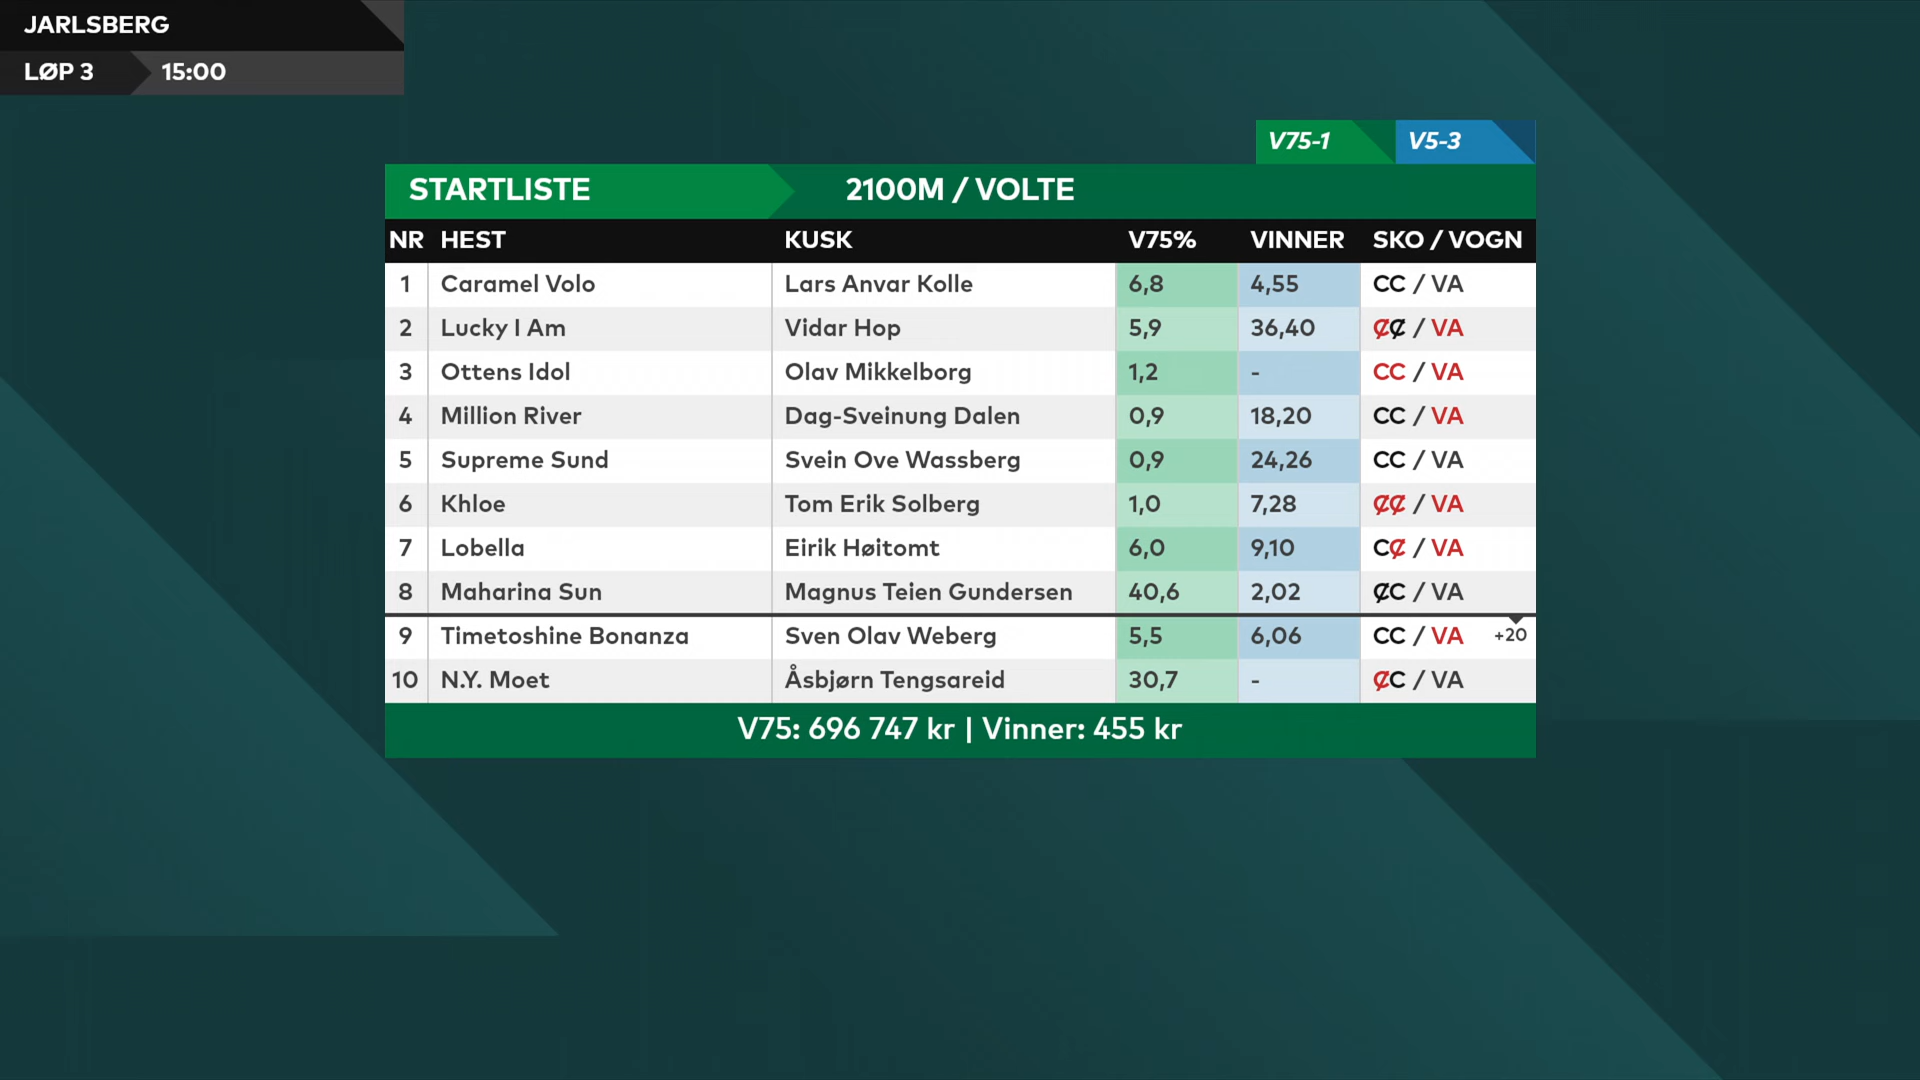 JARLSBERG
LØP 3 15:00
V75-1 V5-3
STARTLISTE 2100M / VOLTE
NR HEST KUSK V75% VINNER SKO / VOGN
1 Caramel Volo Lars Anvar Kolle 6,8 4,55 CC / VA
2 Lucky I Am Vidar Hop 5,9 36,40 ȻȻ / VA
3 Ottens Idol Olav Mikkelborg 1,2 - CC / VA
4 Million River Dag-Sveinung Dalen 0,9 18,20 CC / VA
5 Supreme Sund Svein Ove Wassberg 0,9 24,26 CC / VA
6 Khloe Tom Erik Solberg 1,0 7,28 ȻȻ / VA
7 Lobella Eirik Høitomt 6,0 9,10 CȻ / VA
8 Maharina Sun Magnus Teien Gundersen 40,6 2,02 ȻC / VA
9 Timetoshine Bonanza Sven Olav Weberg 5,5 6,06 CC / VA +20
10 N.Y. Moet Åsbjørn Tengsareid 30,7 - ȻC / VA
V75: 696 747 kr | Vinner: 455 kr